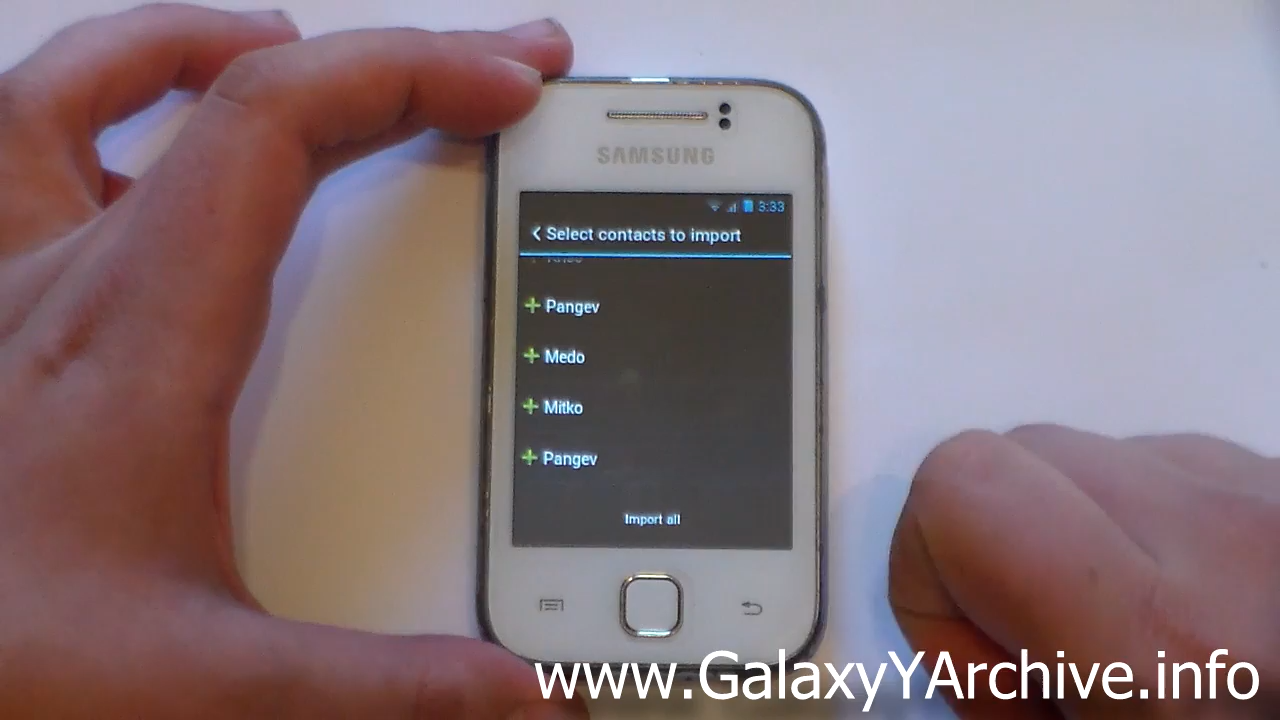 SAMSUNG
3:33
Select contacts to import
Pangev
Medo
Mitko
Pangev
Import all
www.GalaxyYArchive.info